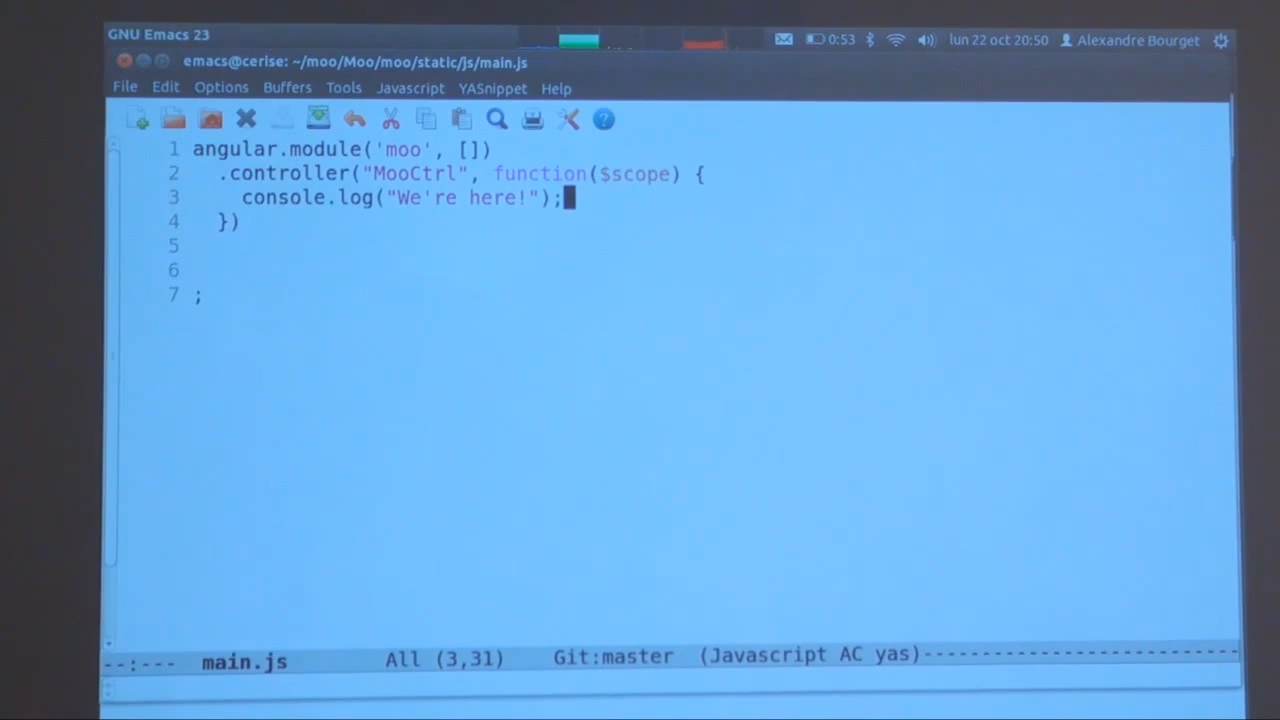 GNU Emacs 23
0:53 lun 22 oct 20:50 Alexandre Bourget
emacs@cerise: ~/moo/Moo/moo/static/js/main.js
File Edit Options Buffers Tools Javascript YASnippet Help
1 angular.module('moo', [])
2 .controller("MooCtrl", function($scope) {
3 console.log("We're here!");
4 })
5
6
7 ;
--:--- main.js All (3,31) Git:master (Javascript AC yas)--------------------------